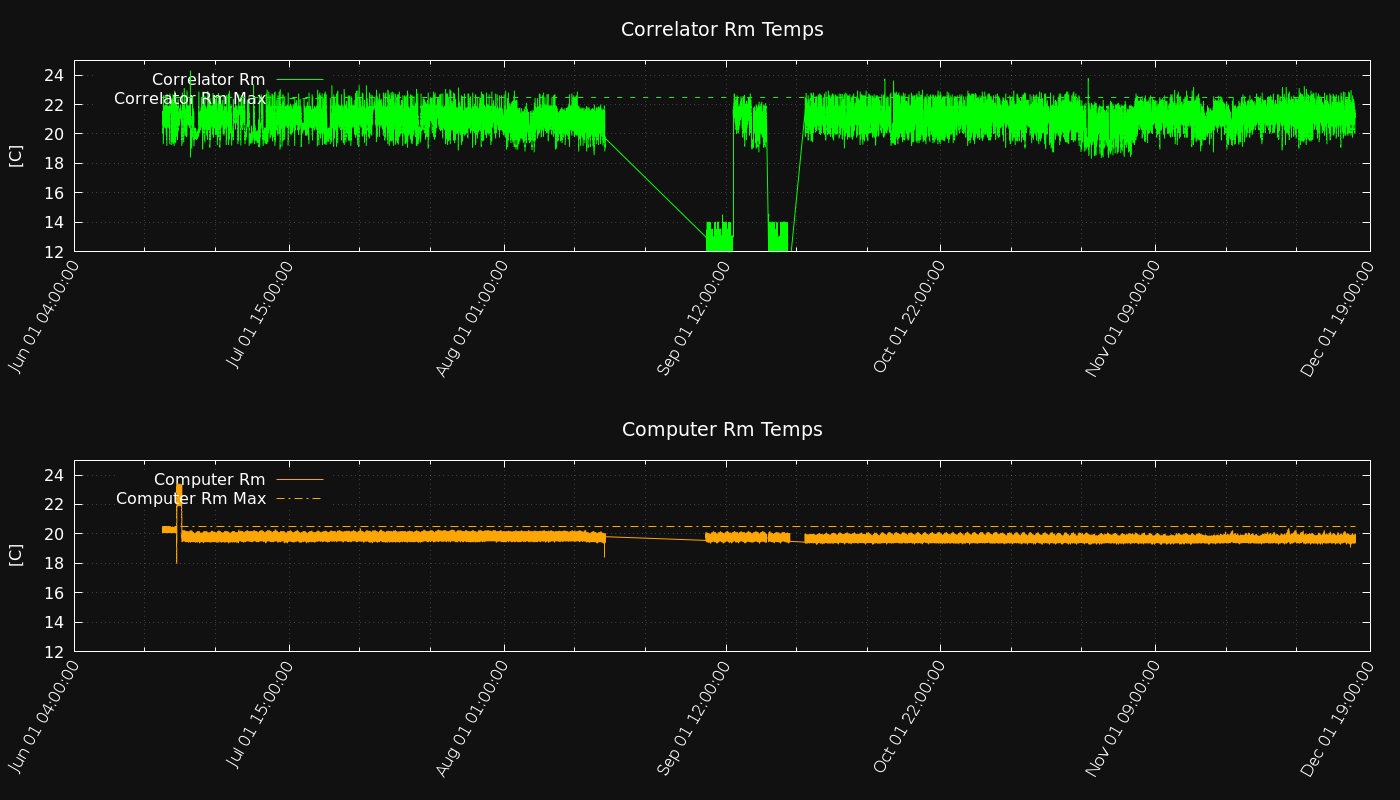 Correlator Rm Temps
Correlator Rm
Correlator Rm Max
[C]
24
22
20
18
16
14
12
Jun 01 04:00:00
Jul 01 15:00:00
Aug 01 01:00:00
Sep 01 12:00:00
Oct 01 22:00:00
Nov 01 09:00:00
Dec 01 19:00:00
Computer Rm Temps
Computer Rm
Computer Rm Max
[C]
24
22
20
18
16
14
12
Jun 01 04:00:00
Jul 01 15:00:00
Aug 01 01:00:00
Sep 01 12:00:00
Oct 01 22:00:00
Nov 01 09:00:00
Dec 01 19:00:00